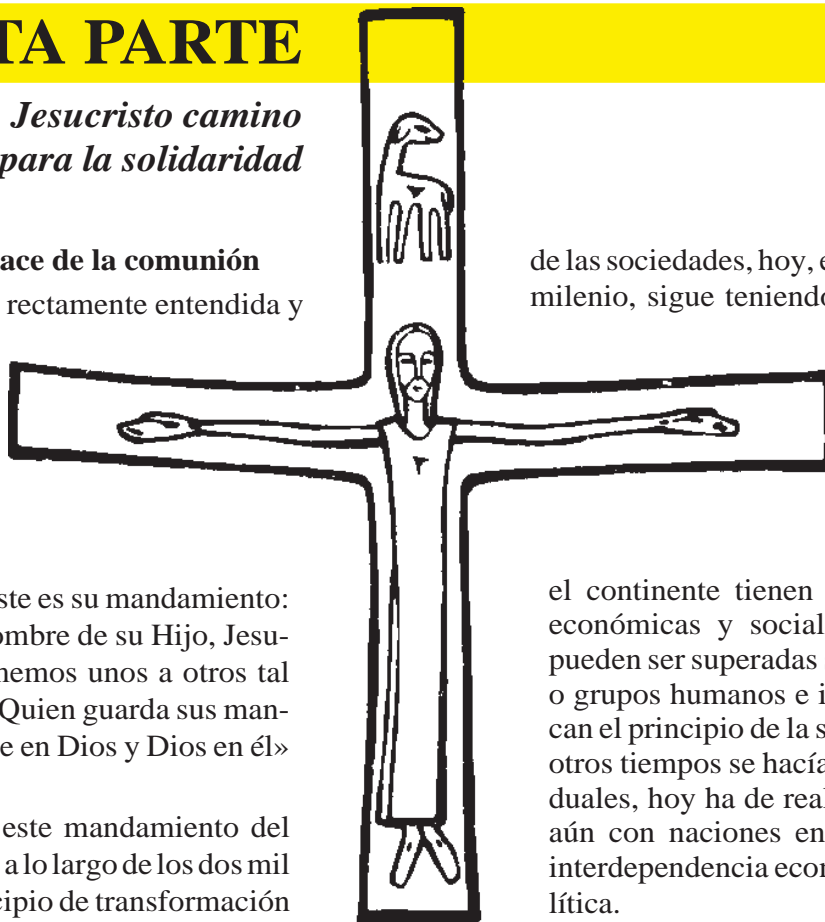 TA PARTE
Jesucristo camino
para la solidaridad
ace de la comunión
rectamente entendida y
ste es su mandamiento:
ombre de su Hijo, Jesu-
nemos unos a otros tal
Quien guarda sus man-
e en Dios y Dios en él»
este mandamiento del
a lo largo de los dos mil
cipio de transformación
de las sociedades, hoy, e
milenio, sigue teniendo
el continente tienen
económicas y social
pueden ser superadas
o grupos humanos e i
can el principio de la s
otros tiempos se hacía
duales, hoy ha de real
aún con naciones en
interdependencia econ
lítica.